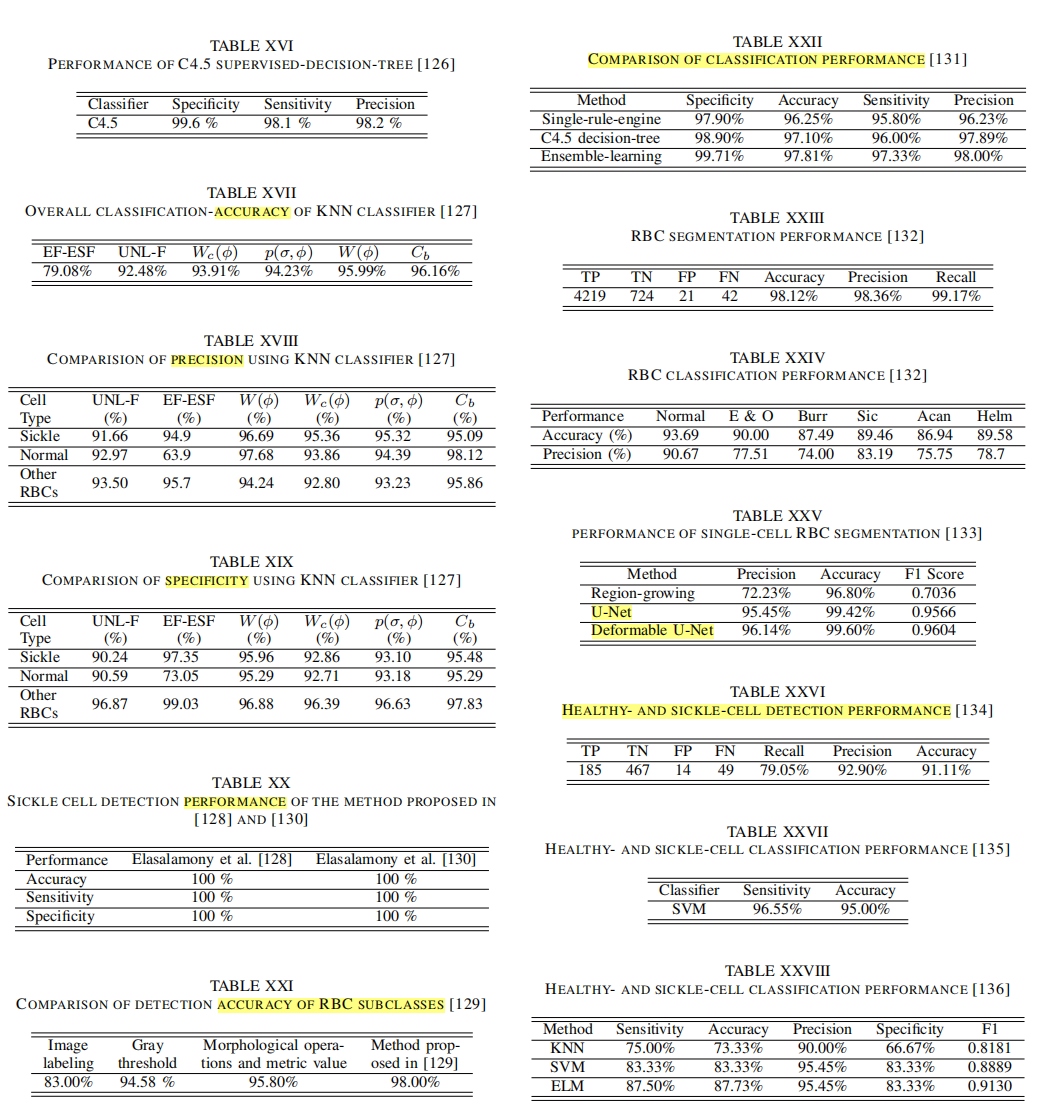 TABLE XVI
PERFORMANCE OF C4.5 SUPERVISED-DECISION-TREE [126]
Classifier Specificity Sensitivity Precision
C4.5 99.6 % 98.1 % 98.2 %
TABLE XVII
OVERALL CLASSIFICATION-ACCURACY OF KNN CLASSIFIER [127]
EF-ESF UNL-F W_c(ϕ) p(σ, ϕ) W(ϕ) C_b
79.08% 92.48% 93.91% 94.23% 95.99% 96.16%
TABLE XVIII
COMPARISION OF PRECISION USING KNN CLASSIFIER [127]
Cell UNL-F EF-ESF W(ϕ) W_c(ϕ) p(σ, ϕ) C_b
Type (%) (%) (%) (%) (%) (%)
Sickle 91.66 94.9 96.69 95.36 95.32 95.09
Normal 92.97 63.9 97.68 93.86 94.39 98.12
Other
RBCs 93.50 95.7 94.24 92.80 93.23 95.86
TABLE XIX
COMPARISION OF SPECIFICITY USING KNN CLASSIFIER [127]
Cell UNL-F EF-ESF W(ϕ) W_c(ϕ) p(σ, ϕ) C_b
Type (%) (%) (%) (%) (%) (%)
Sickle 90.24 97.35 95.96 92.86 93.10 95.48
Normal 90.59 73.05 95.29 92.71 93.18 95.29
Other
RBCs 96.87 99.03 96.88 96.39 96.63 97.83
TABLE XX
SICKLE CELL DETECTION PERFORMANCE OF THE METHOD PROPOSED IN
[128] AND [130]
Performance Elasalamony et al. [128] Elasalamony et al. [130]
Accuracy 100 % 100 %
Sensitivity 100 % 100 %
Specificity 100 % 100 %
TABLE XXI
COMPARISON OF DETECTION ACCURACY OF RBC SUBCLASSES [129]
Image Gray Morphological opera- Method prop-
labeling threshold tions and metric value osed in [129]
83.00% 94.58 % 95.80% 98.00%
TABLE XXII
COMPARISON OF CLASSIFICATION PERFORMANCE [131]
Method Specificity Accuracy Sensitivity Precision
Single-rule-engine 97.90% 96.25% 95.80% 96.23%
C4.5 decision-tree 98.90% 97.10% 96.00% 97.89%
Ensemble-learning 99.71% 97.81% 97.33% 98.00%
TABLE XXIII
RBC SEGMENTATION PERFORMANCE [132]
TP TN FP FN Accuracy Precision Recall
4219 724 21 42 98.12% 98.36% 99.17%
TABLE XXIV
RBC CLASSIFICATION PERFORMANCE [132]
Performance Normal E & O Burr Sic Acan Helm
Accuracy (%) 93.69 90.00 87.49 89.46 86.94 89.58
Precision (%) 90.67 77.51 74.00 83.19 75.75 78.7
TABLE XXV
PERFORMANCE OF SINGLE-CELL RBC SEGMENTATION [133]
Method Precision Accuracy F1 Score
Region-growing 72.23% 96.80% 0.7036
U-Net 95.45% 99.42% 0.9566
Deformable U-Net 96.14% 99.60% 0.9604
TABLE XXVI
HEALTHY- AND SICKLE-CELL DETECTION PERFORMANCE [134]
TP TN FP FN Recall Precision Accuracy
185 467 14 49 79.05% 92.90% 91.11%
TABLE XXVII
HEALTHY- AND SICKLE-CELL CLASSIFICATION PERFORMANCE [135]
Classifier Sensitivity Accuracy
SVM 96.55% 95.00%
TABLE XXVIII
HEALTHY- AND SICKLE-CELL CLASSIFICATION PERFORMANCE [136]
Method Sensitivity Accuracy Precision Specificity F1
KNN 75.00% 73.33% 90.00% 66.67% 0.8181
SVM 83.33% 83.33% 95.45% 83.33% 0.8889
ELM 87.50% 87.73% 95.45% 83.33% 0.9130